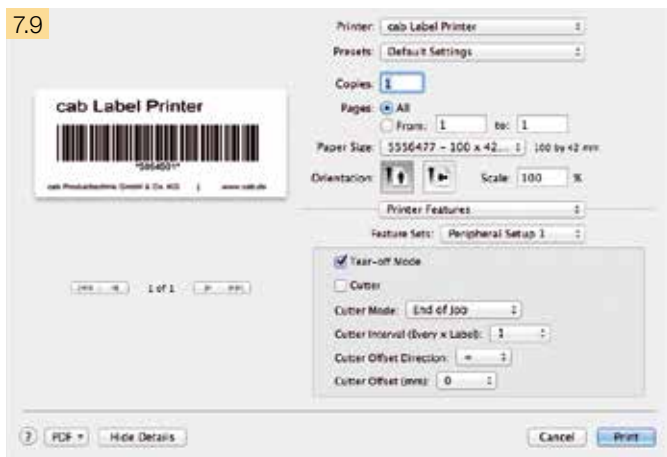 7.9
Printer: cab Label Printer
Presets: Default Settings
Copies: 1
Pages: All
From: 1 to: 1
Paper Size: 5556477 - 100 x 42... 100 by 42 mm
Orientation: Scale: 100 %
Printer Features
Feature Sets: Peripheral Setup 1
cab Label Printer
cab Produkttechnik GmbH & Co. KG | www.cab.de
1 of 1
Tear-off Mode
Cutter
Cutter Mode: End of Job
Cutter Interval (Every x Label): 1
Cutter Offset Direction: +
Cutter Offset (mm): 0
? PDF Hide Details Cancel Print